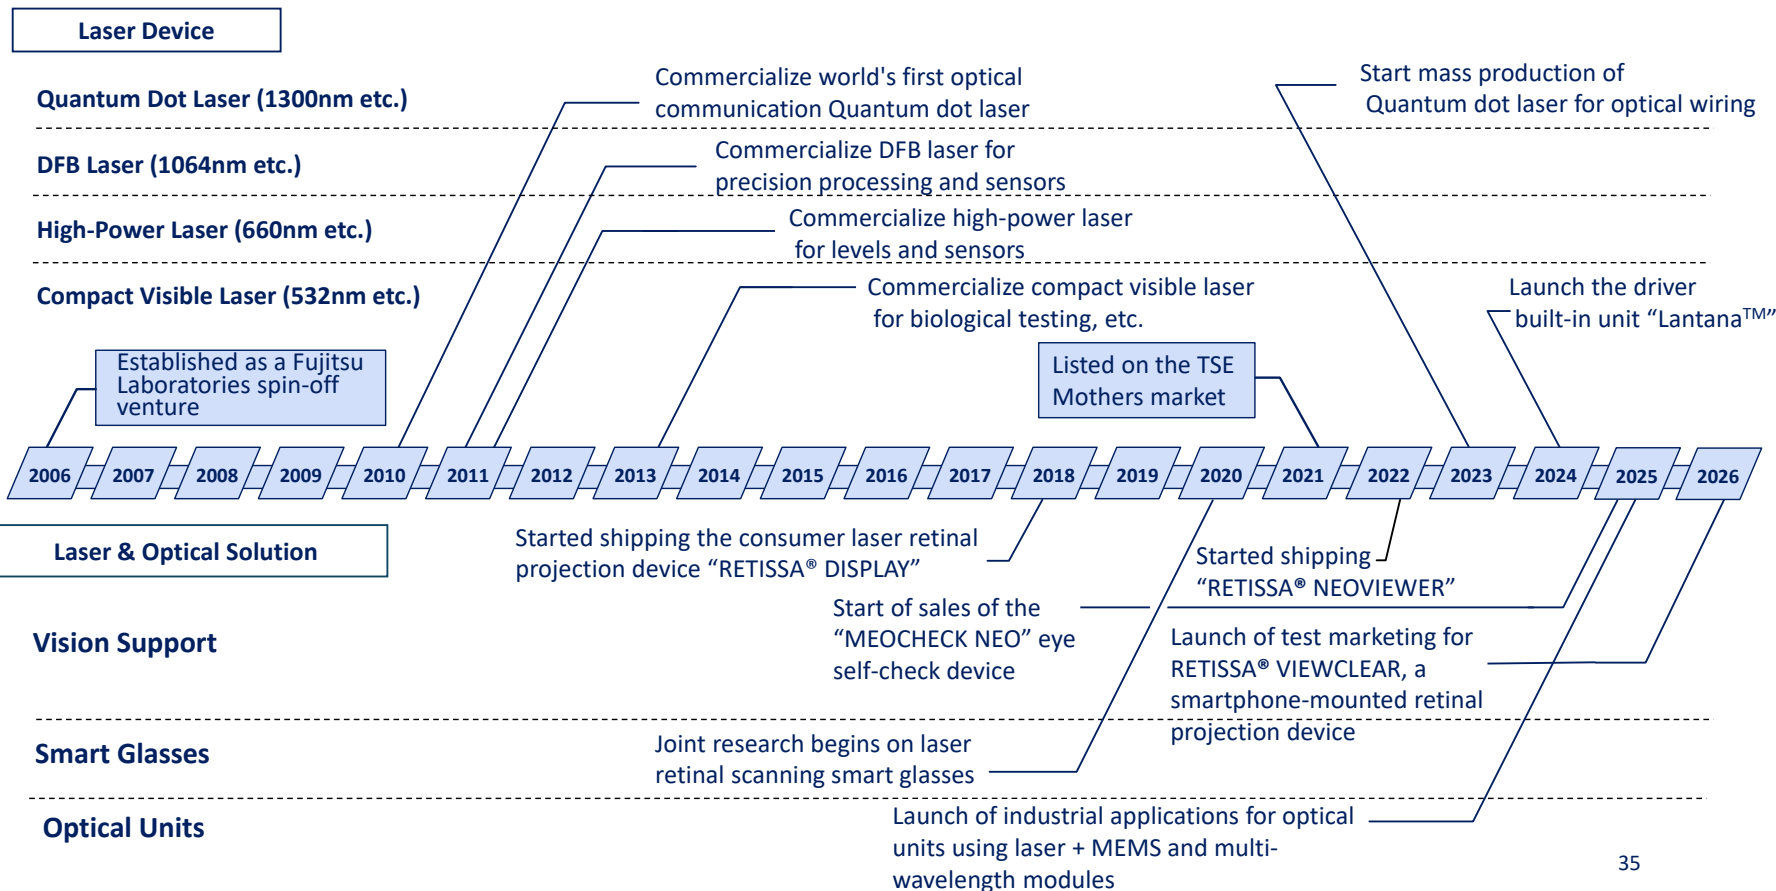 Laser Device
Quantum Dot Laser (1300nm etc.)
Commercialize world's first optical
communication Quantum dot laser
Start mass production of
Quantum dot laser for optical wiring
DFB Laser (1064nm etc.)
Commercialize DFB laser for
precision processing and sensors
High-Power Laser (660nm etc.)
Commercialize high-power laser
for levels and sensors
Compact Visible Laser (532nm etc.)
Commercialize compact visible laser
for biological testing, etc.
Launch the driver
built-in unit “Lantana™”
Established as a Fujitsu
Laboratories spin-off
venture
Listed on the TSE
Mothers market
2006 2007 2008 2009 2010 2011 2012 2013 2014 2015 2016 2017 2018 2019 2020 2021 2022 2023 2024 2025 2026
Laser & Optical Solution
Started shipping the consumer laser retinal
projection device “RETISSA® DISPLAY”
Started shipping
“RETISSA® NEOVIEWER”
Vision Support
Start of sales of the
“MEOCHECK NEO” eye
self-check device
Launch of test marketing for
RETISSA® VIEWCLEAR, a
smartphone-mounted retinal
projection device
Smart Glasses
Joint research begins on laser
retinal scanning smart glasses
Optical Units
Launch of industrial applications for optical
units using laser + MEMS and multi-
wavelength modules
35